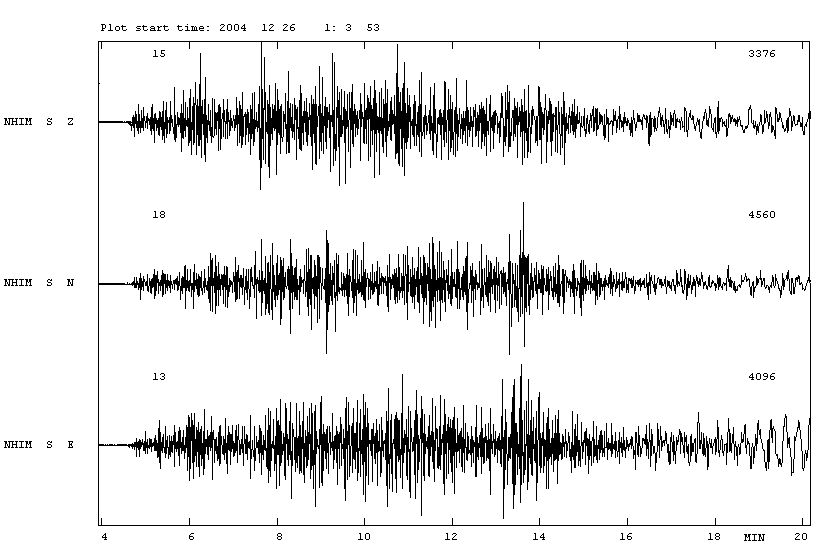 Plot start time: 2004 12 26 1: 3 53
15 3376
NHIM S Z
18 4560
NHIM S N
13 4096
NHIM S E
4 6 8 10 12 14 16 18 MIN 20